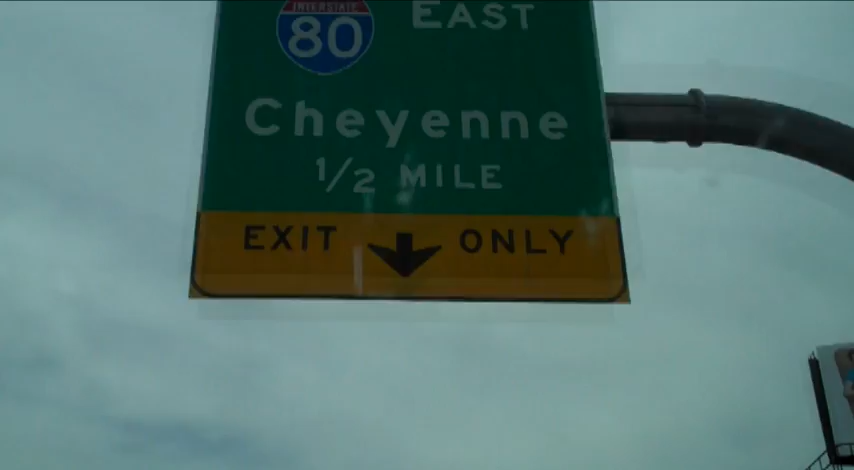 INTERSTATE
80
EAST
Cheyenne
1/2 MILE
EXIT ONLY